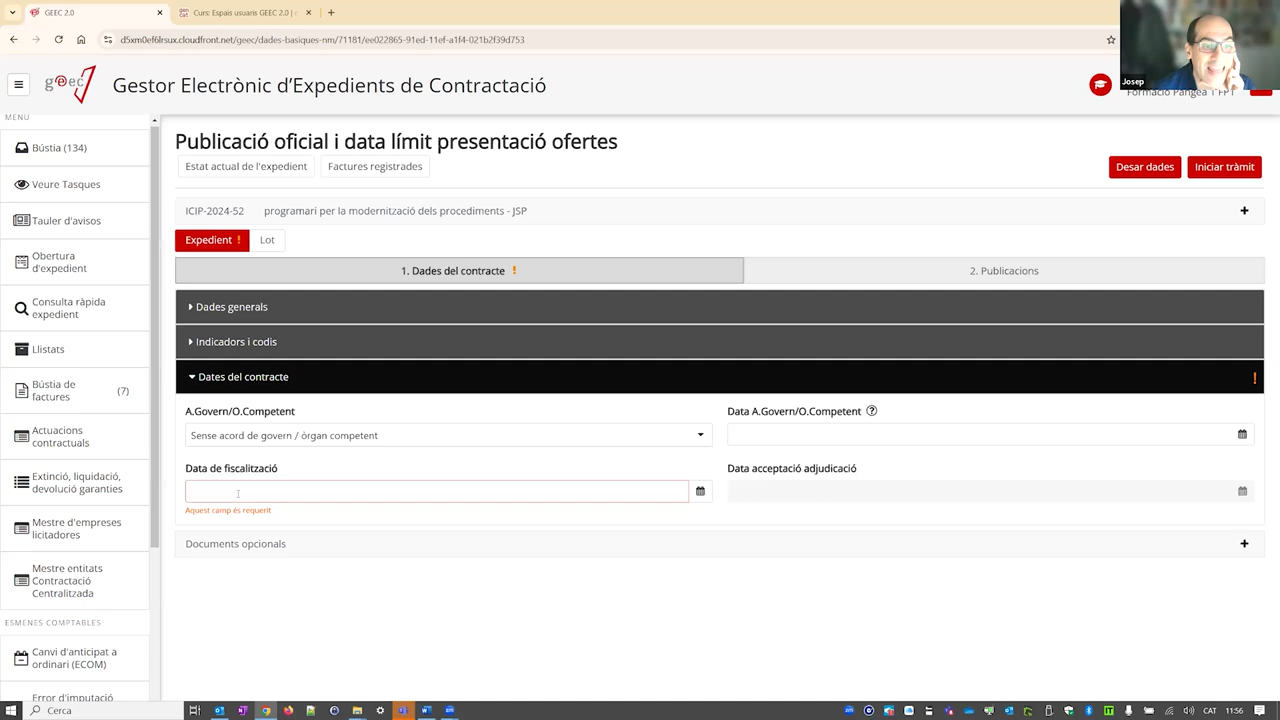 GEEC 2.0
Curs: Espais usuaris GEEC 2.0 | e
d5xm0ef6lrsux.cloudfront.net/geec/dades-basiques-nm/71181/ee022865-91ed-11ef-a1f4-021b2f39d753
geec
Gestor Electrònic d'Expedients de Contractació
Josep
Formació Pangea 1 FPT
MENÚ
Bústia (134)
Veure Tasques
Tauler d'avisos
Obertura
d'expedient
Consulta ràpida
expedient
Llistats
Bústia de
factures
(7)
Actuacions
contractuals
Extinció, liquidació,
devolució garanties
Mestre d'empreses
licitadores
Mestre entitats
Contractació
Centralitzada
ESMENES COMPTABLES
Canvi d'anticipat a
ordinari (ECOM)
Error d'imputació
Publicació oficial i data límit presentació ofertes
Estat actual de l'expedient
Factures registrades
Desar dades
Iniciar tràmit
ICIP-2024-52 programari per la modernització dels procediments - JSP
Expedient !
Lot
1. Dades del contracte !
2. Publicacions
Dades generals
Indicadors i codis
Dates del contracte !
A.Govern/O.Competent
Data A.Govern/O.Competent
Sense acord de govern / òrgan competent
Data de fiscalització
Data acceptació adjudicació
Aquest camp és requerit
Documents opcionals
Cerca
CAT
11:56